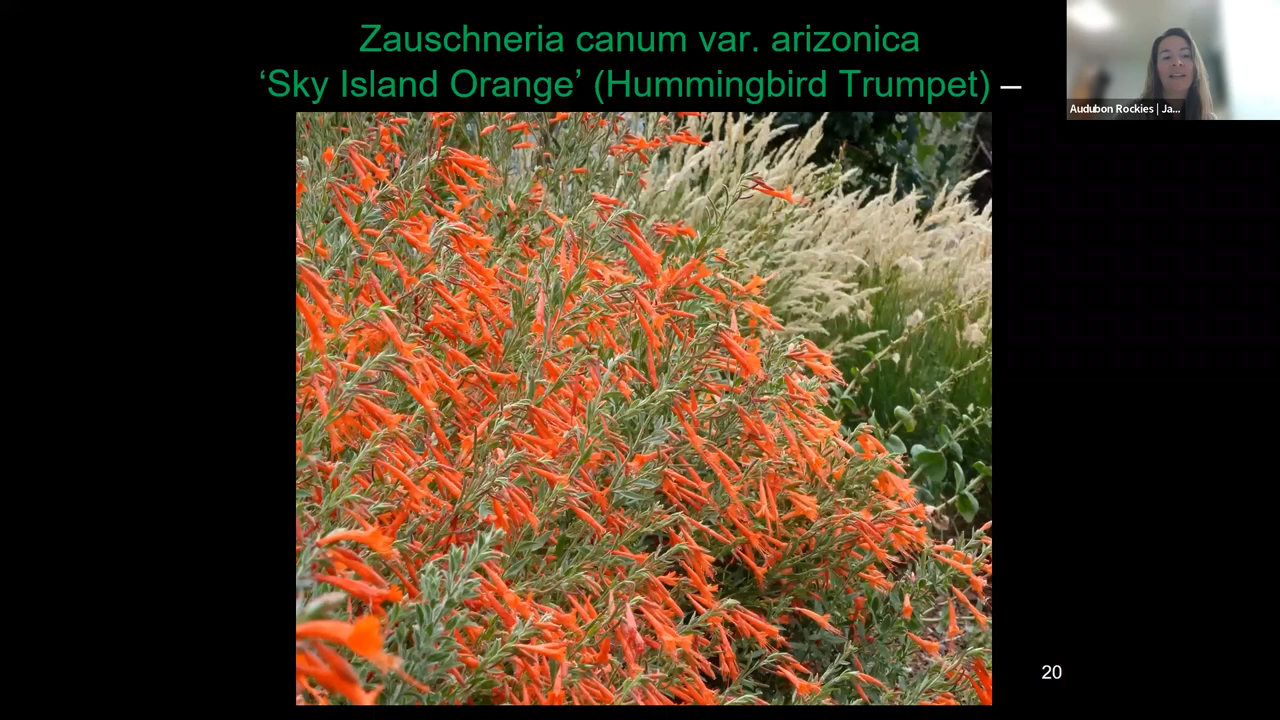 Zauschneria canum var. arizonica
‘Sky Island Orange’ (Hummingbird Trumpet) –
Audubon Rockies | Ja...
20